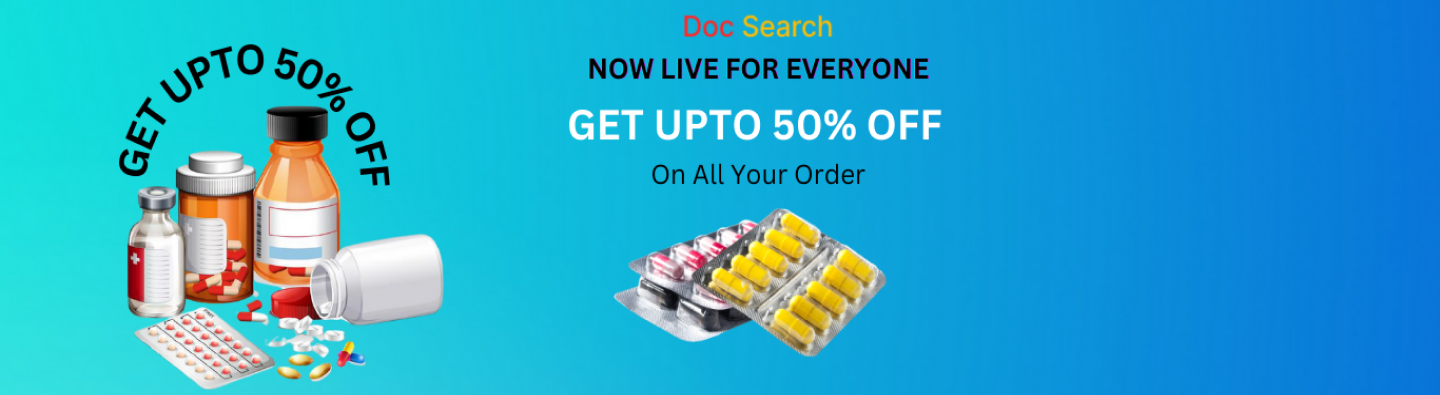 GET UPTO 50% OFF
Doc Search
NOW LIVE FOR EVERYONE
GET UPTO 50% OFF
On All Your Order